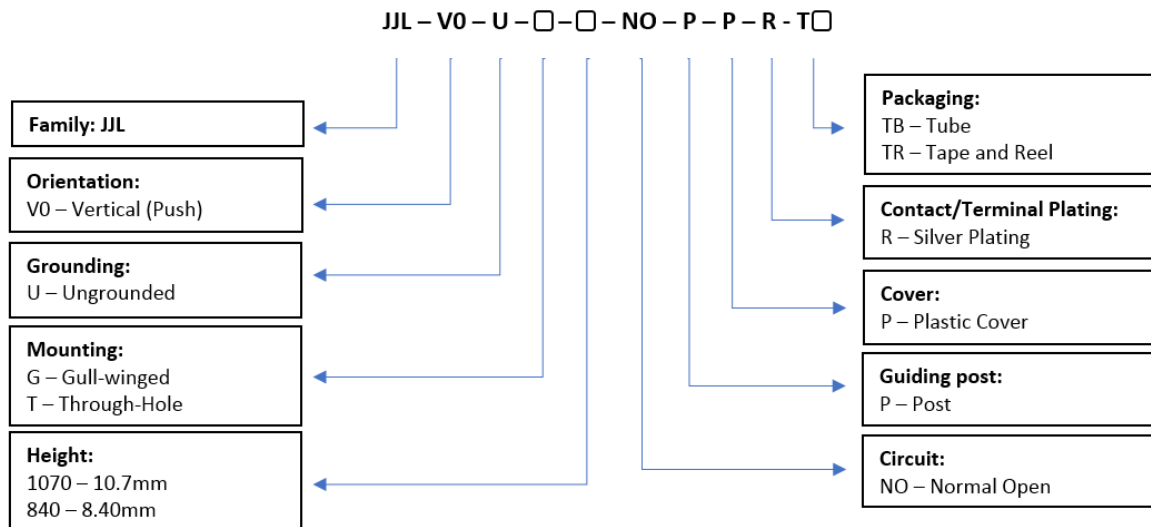 JJL – V0 – U – ▢ – ▢ – NO – P – P – R - T▢
Family: JJL
Orientation:
V0 – Vertical (Push)
Grounding:
U – Ungrounded
Mounting:
G – Gull-winged
T – Through-Hole
Height:
1070 – 10.7mm
840 – 8.40mm
Packaging:
TB – Tube
TR – Tape and Reel
Contact/Terminal Plating:
R – Silver Plating
Cover:
P – Plastic Cover
Guiding post:
P – Post
Circuit:
NO – Normal Open